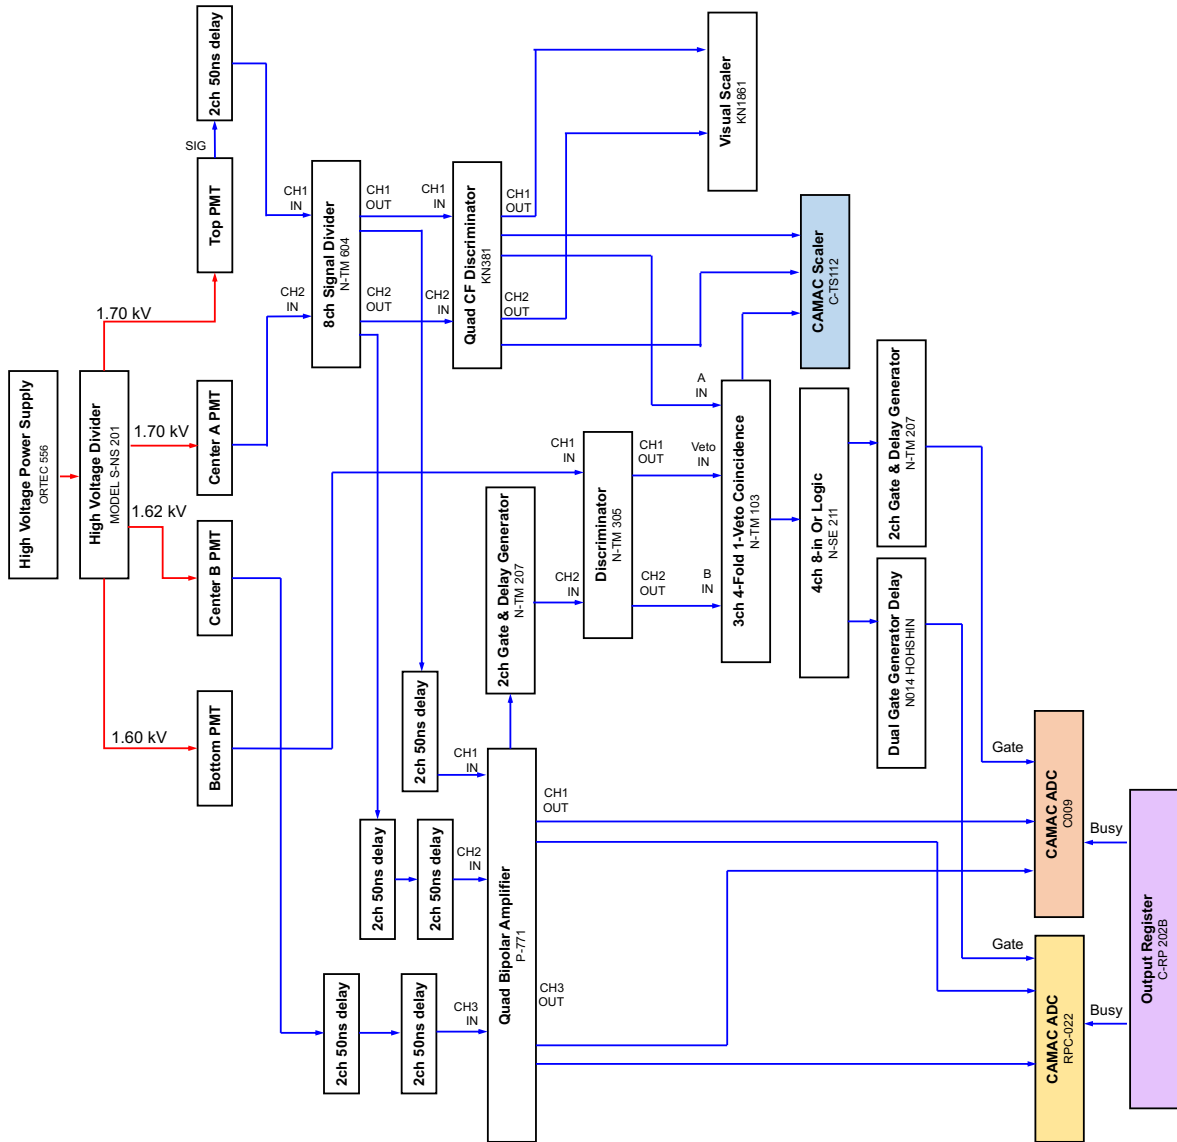 High Voltage Power Supply
ORTEC 556
High Voltage Divider
MODEL S-NS 201
1.70 kV
1.70 kV
1.62 kV
1.60 kV
Top PMT
Center A PMT
Center B PMT
Bottom PMT
SIG
2ch 50ns delay
CH1
IN
CH2
IN
8ch Signal Divider
N-TM 604
CH1
OUT
CH2
OUT
CH1
IN
CH2
IN
Quad CF Discriminator
KN381
CH1
OUT
CH2
OUT
Visual Scaler
KN1861
CAMAC Scaler
C-TS112
2ch 50ns delay
2ch 50ns delay
2ch 50ns delay
2ch 50ns delay
2ch 50ns delay
CH1
IN
CH2
IN
CH3
IN
Quad Bipolar Amplifier
P-771
CH1
OUT
CH3
OUT
2ch Gate & Delay Generator
N-TM 207
CH1
IN
CH2
IN
Discriminator
N-TM 305
CH1
OUT
CH2
OUT
A
IN
Veto
IN
B
IN
3ch 4-Fold 1-Veto Coincidence
N-TM 103
4ch 8-in Or Logic
N-SE 211
2ch Gate & Delay Generator
N-TM 207
Dual Gate Generator Delay
N014 HOHSHIN
Gate
CAMAC ADC
C009
Gate
CAMAC ADC
RPC-022
Busy
Busy
Output Register
C-RP 202B